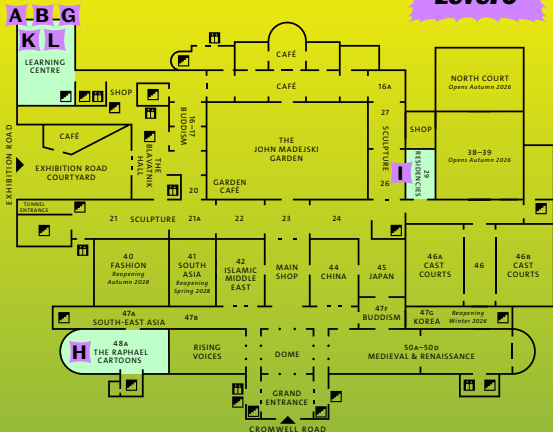 Lovers
A B G
K L
LEARNING
CENTRE
SHOP
CAFÉ
CAFÉ
16A
NORTH COURT
Opens Autumn 2026
EXHIBITION ROAD
CAFÉ
EXHIBITION ROAD
COURTYARD
THE
BLAVATNIK
HALL
16–17
BUDDHISM
20
THE
JOHN MADEJSKI
GARDEN
GARDEN
CAFÉ
27
SCULPTURE
26
I
SHOP
29
RESIDENCIES
38–39
Opens Autumn 2026
TUNNEL
ENTRANCE
21 SCULPTURE 21A 22 23 24
40
FASHION
Reopening
Autumn 2028
41
SOUTH
ASIA
Reopening
Spring 2028
42
ISLAMIC
MIDDLE
EAST
MAIN
SHOP
44
CHINA
45
JAPAN
46A
CAST
COURTS
46
46B
CAST
COURTS
47A
SOUTH-EAST ASIA
47B
47F
BUDDHISM
47G
KOREA
Reopening
Winter 2026
H
48A
THE RAPHAEL
CARTOONS
RISING
VOICES
DOME
50A–50D
MEDIEVAL & RENAISSANCE
GRAND
ENTRANCE
CROMWELL ROAD